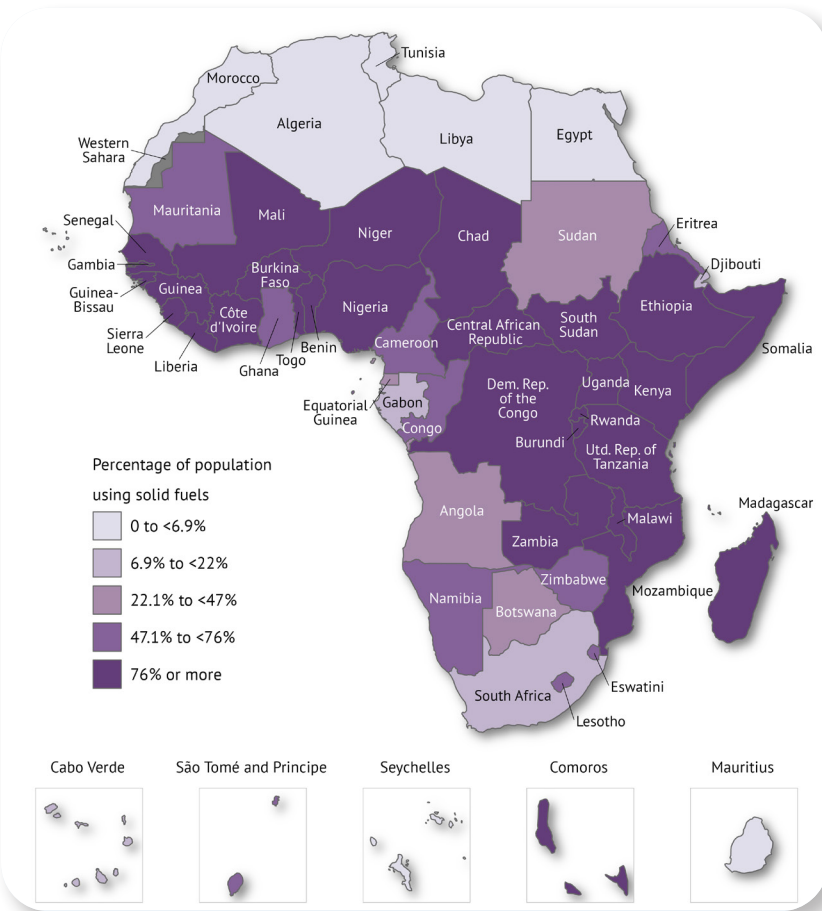 Tunisia
Morocco
Algeria
Libya
Egypt
Western
Sahara
Mauritania
Mali
Niger
Chad
Sudan
Eritrea
Senegal
Gambia
Guinea-
Bissau
Guinea
Burkina
Faso
Djibouti
Sierra
Leone
Liberia
Côte
d'Ivoire
Ghana
Togo
Benin
Nigeria
Cameroon
Central African
Republic
South
Sudan
Ethiopia
Somalia
Equatorial
Guinea
Gabon
Congo
Dem. Rep.
of the
Congo
Uganda
Kenya
Rwanda
Burundi
Utd. Rep. of
Tanzania
Angola
Zambia
Malawi
Madagascar
Mozambique
Zimbabwe
Namibia
Botswana
South Africa
Eswatini
Lesotho
Percentage of population
using solid fuels
0 to <6.9%
6.9% to <22%
22.1% to <47%
47.1% to <76%
76% or more
Cabo Verde
São Tomé and Principe
Seychelles
Comoros
Mauritius